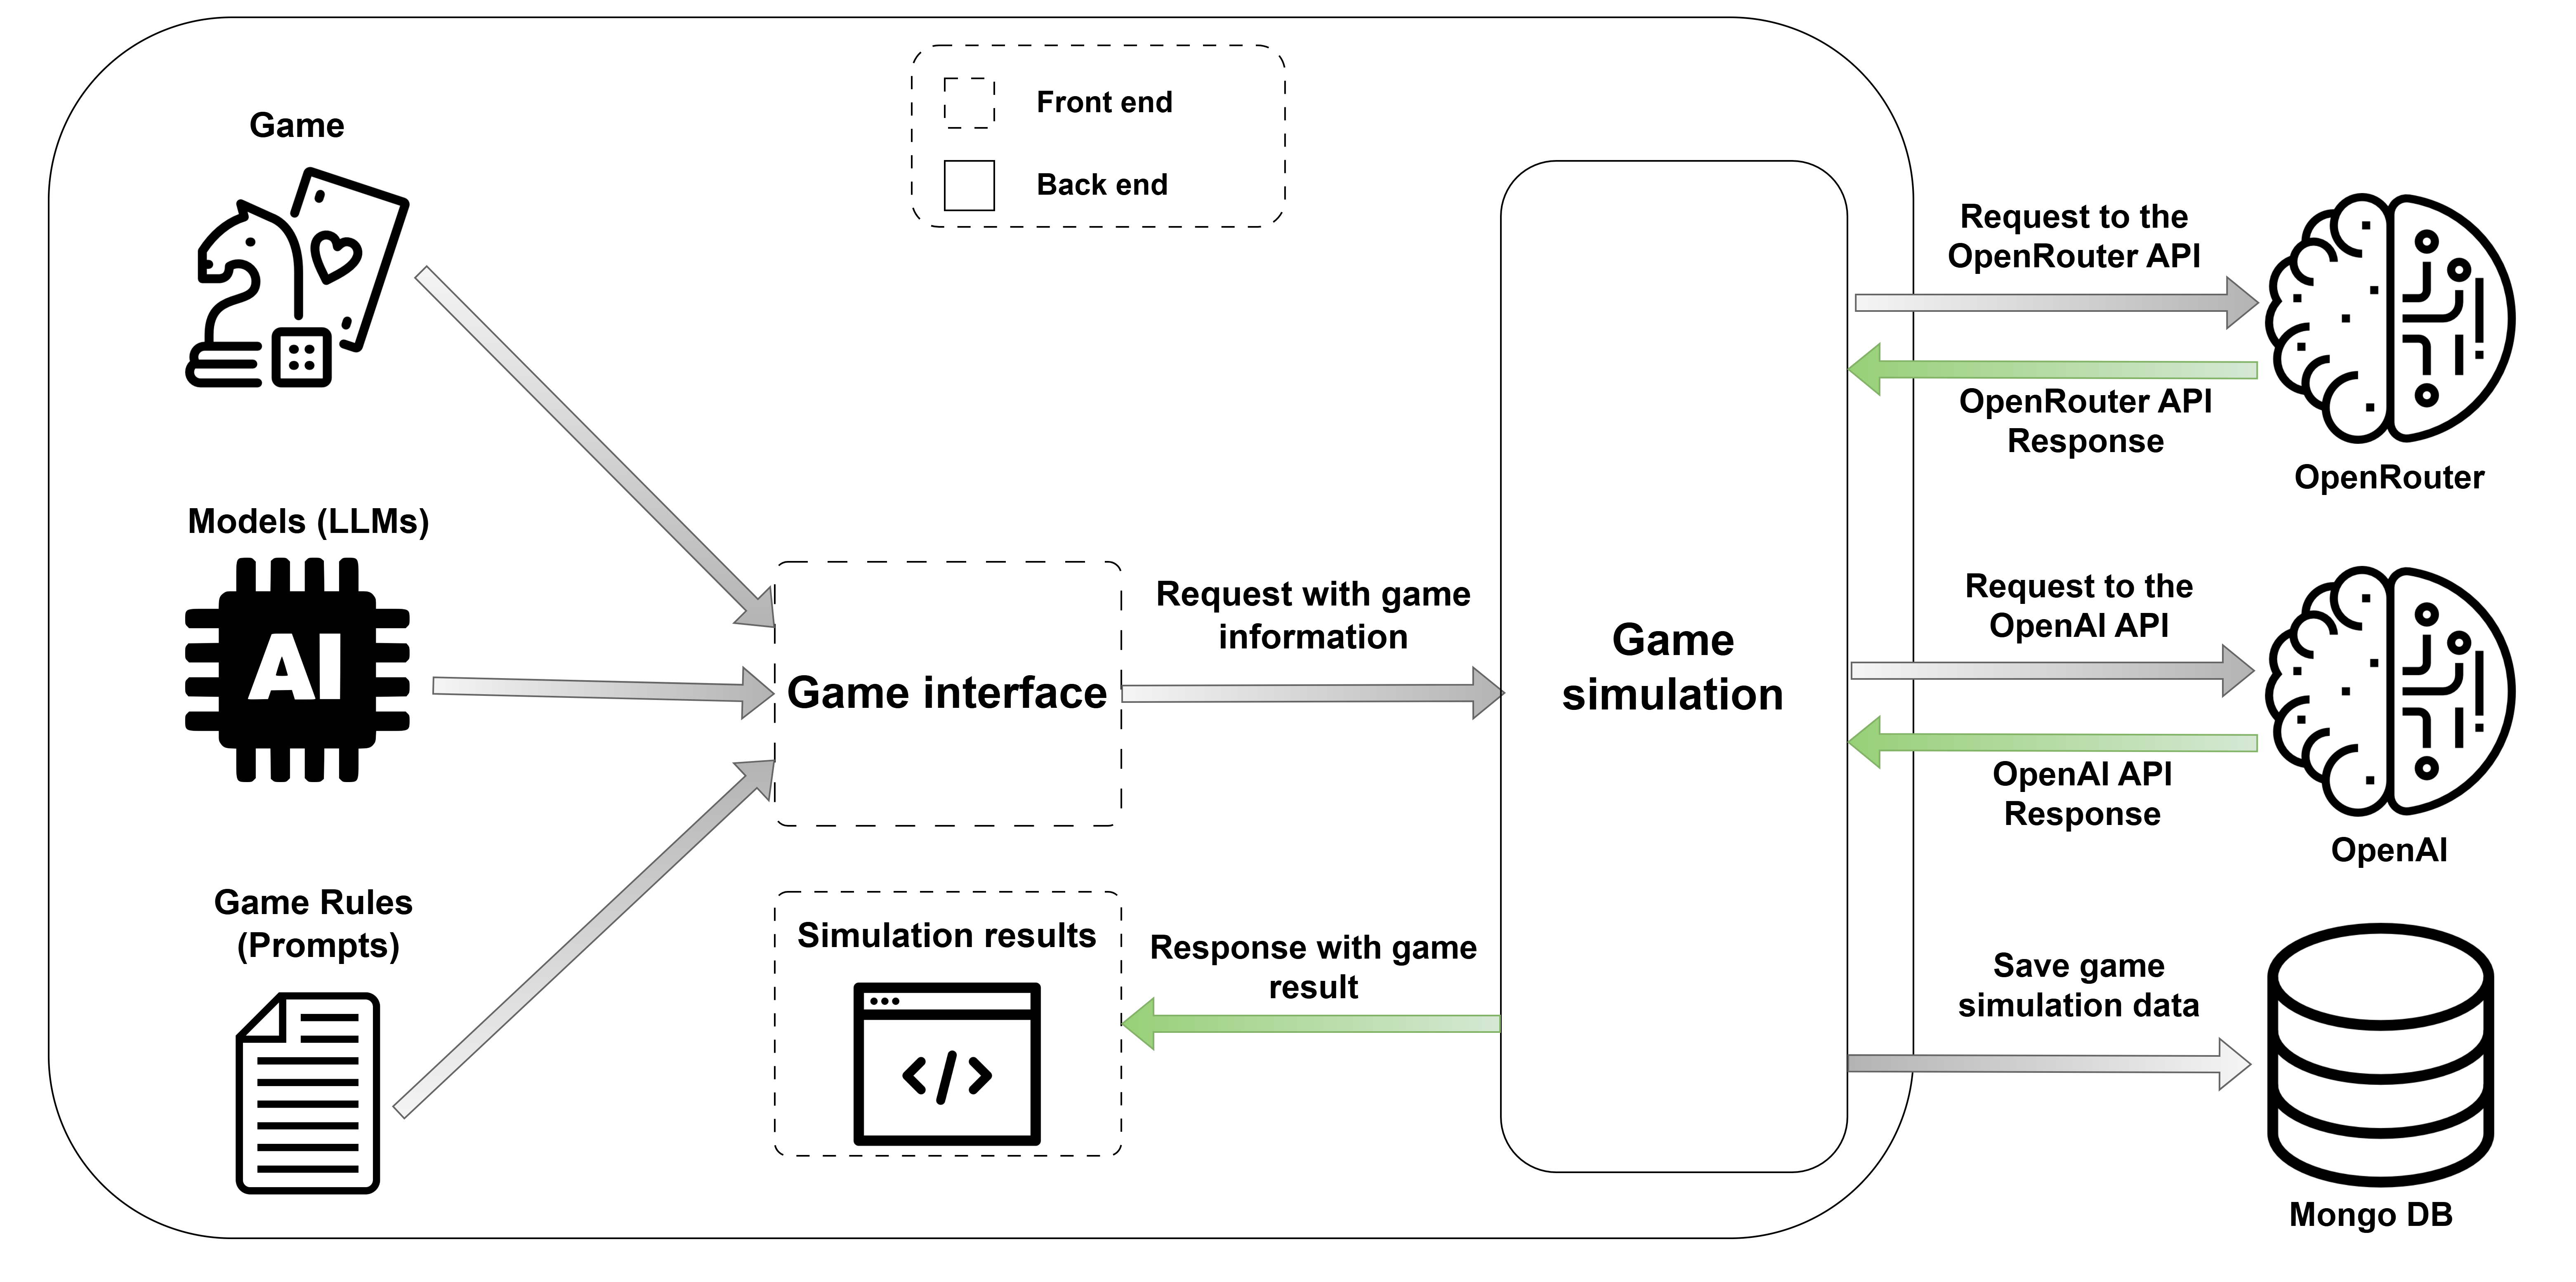 Front end
Back end
Game
Models (LLMs)
AI
Game Rules
(Prompts)
Game interface
Request with game
information
Simulation results
</>
Response with game
result
Game
simulation
Request to the
OpenRouter API
OpenRouter API
Response
OpenRouter
Request to the
OpenAI API
OpenAI API
Response
OpenAI
Save game
simulation data
Mongo DB